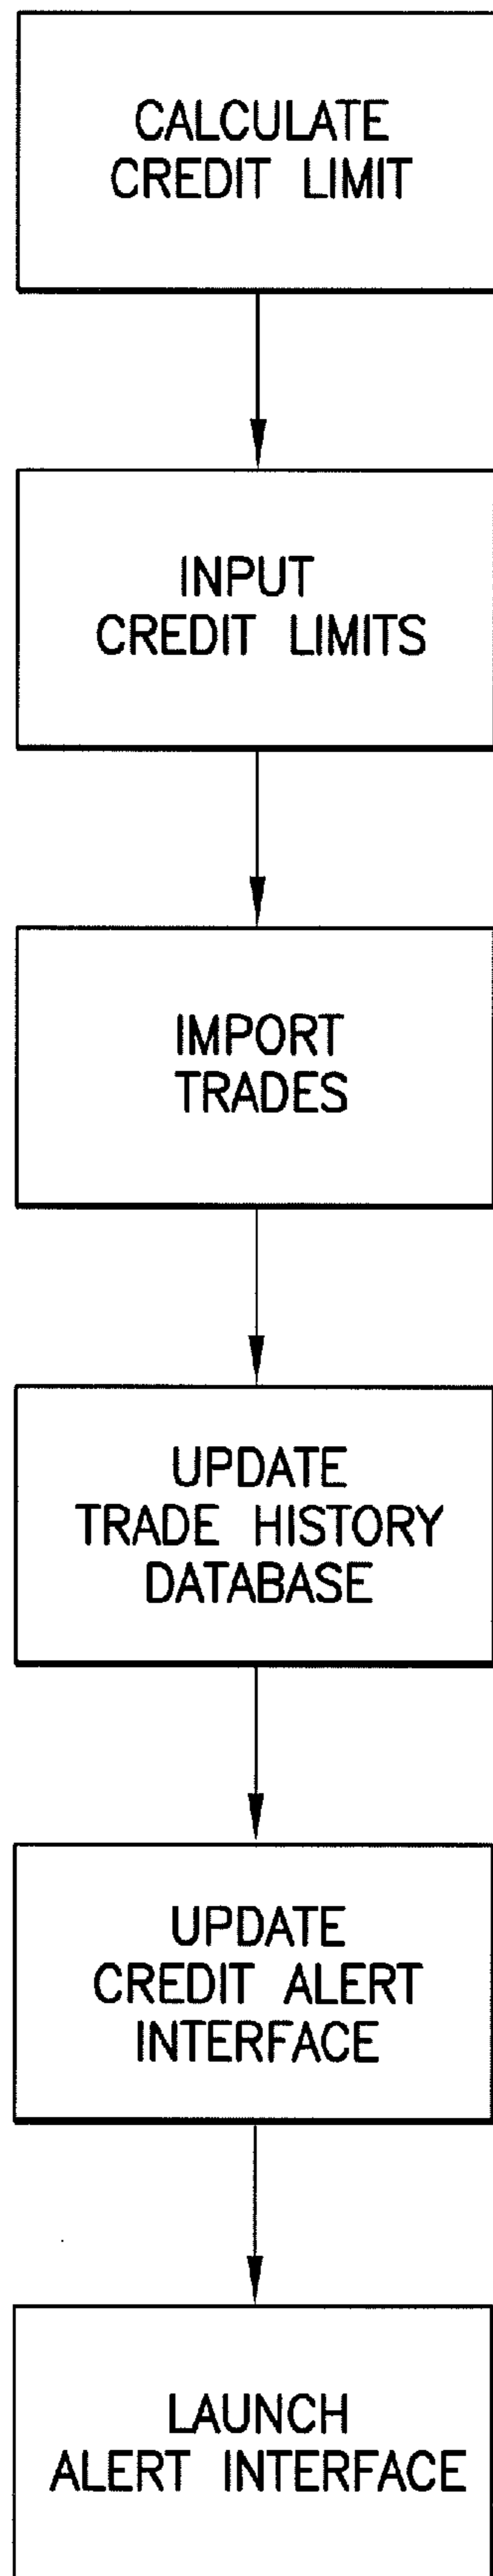 CALCULATE
CREDIT LIMIT
INPUT
CREDIT LIMITS
IMPORT
TRADES
UPDATE
TRADE HISTORY
DATABASE
UPDATE
CREDIT ALERT
INTERFACE
LAUNCH
ALERT INTERFACE